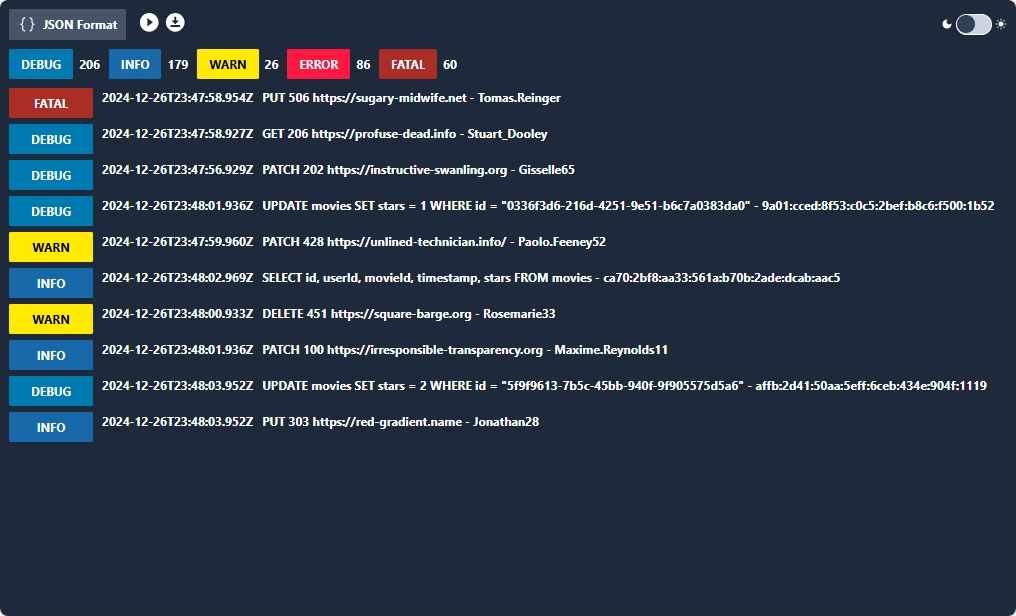 { } JSON Format
DEBUG 206 INFO 179 WARN 26 ERROR 86 FATAL 60
FATAL 2024-12-26T23:47:58.954Z PUT 506 https://sugary-midwife.net - Tomas.Reinger
DEBUG 2024-12-26T23:47:58.927Z GET 206 https://profuse-dead.info - Stuart_Dooley
DEBUG 2024-12-26T23:47:56.929Z PATCH 202 https://instructive-swanling.org - Gisselle65
DEBUG 2024-12-26T23:48:01.936Z UPDATE movies SET stars = 1 WHERE id = "0336f3d6-216d-4251-9e51-b6c7a0383da0" - 9a01:cced:8f53:c0c5:2bef:b8c6:f500:1b52
WARN 2024-12-26T23:47:59.960Z PATCH 428 https://unlined-technician.info/ - Paolo.Feeney52
INFO 2024-12-26T23:48:02.969Z SELECT id, userId, movieId, timestamp, stars FROM movies - ca70:2bf8:aa33:561a:b70b:2ade:dcab:aac5
WARN 2024-12-26T23:48:00.933Z DELETE 451 https://square-barge.org - Rosemarie33
INFO 2024-12-26T23:48:01.936Z PATCH 100 https://irresponsible-transparency.org - Maxime.Reynolds11
DEBUG 2024-12-26T23:48:03.952Z UPDATE movies SET stars = 2 WHERE id = "5f9f9613-7b5c-45bb-940f-9f905575d5a6" - affb:2d41:50aa:5eff:6ceb:434e:904f:1119
INFO 2024-12-26T23:48:03.952Z PUT 303 https://red-gradient.name - Jonathan28